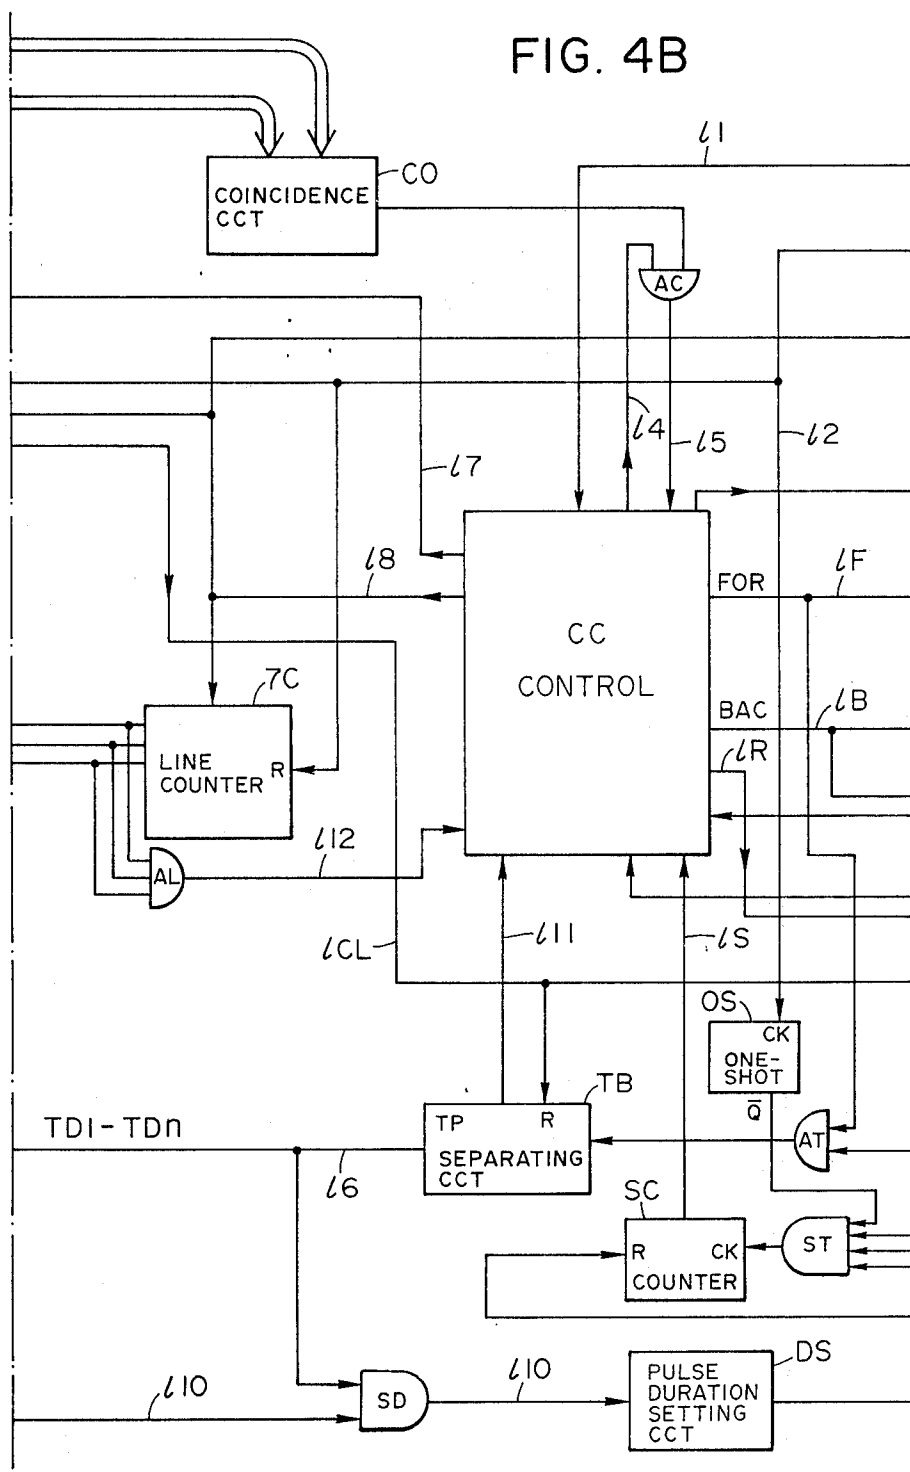 FIG. 4B
CO
COINCIDENCE
CCT
l1
AC
l4
l5
l2
l7
l8
FOR
lF
CC
CONTROL
7C
BAC
lB
lR
LINE
COUNTER
R
l12
AL
lCL
l11
lS
OS
CK
ONE-
SHOT
Q̅
TB
TP
R
SEPARATING
CCT
TD1-TDn
l6
AT
SC
R
CK
COUNTER
ST
DS
l10
SD
l10
PULSE
DURATION
SETTING
CCT